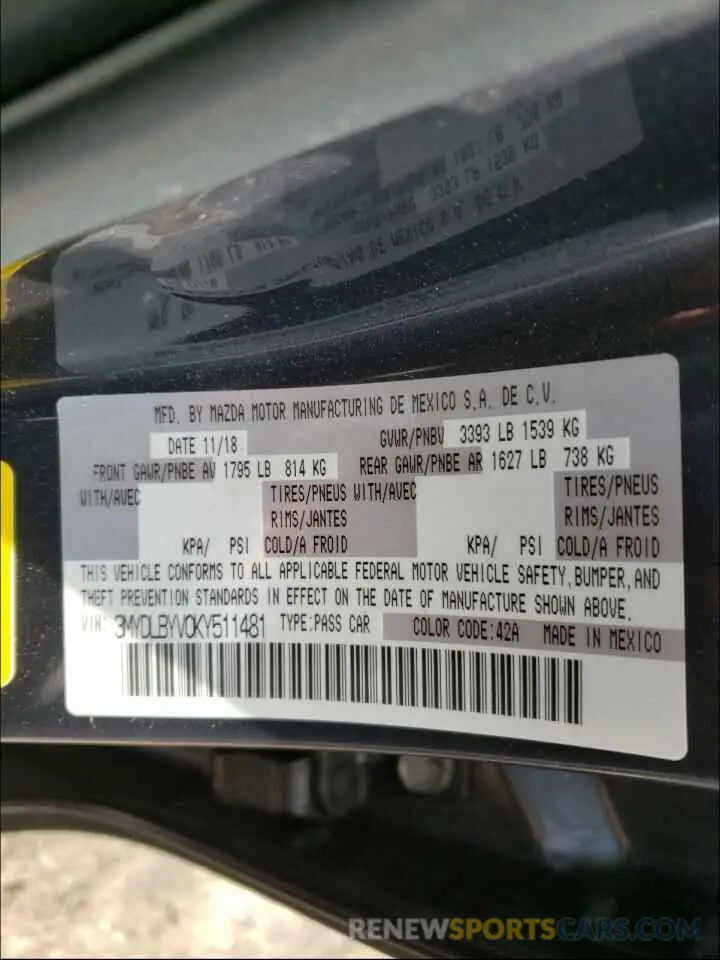 MFD. BY MAZDA MOTOR MANUFACTURING DE MEXICO S.A. DE C.V.
DATE 11/18 GVWR/PNBV 3393 LB 1539 KG
FRONT GAWR/PNBE AV 1795 LB 814 KG REAR GAWR/PNBE AR 1627 LB 738 KG
WITH/AVEC TIRES/PNEUS WITH/AVEC TIRES/PNEUS
RIMS/JANTES RIMS/JANTES
KPA/ PSI COLD/A FROID KPA/ PSI COLD/A FROID
THIS VEHICLE CONFORMS TO ALL APPLICABLE FEDERAL MOTOR VEHICLE SAFETY, BUMPER, AND
THEFT PREVENTION STANDARDS IN EFFECT ON THE DATE OF MANUFACTURE SHOWN ABOVE.
VIN: 3MYDLBYV0KY511481 TYPE:PASS CAR COLOR CODE:42A MADE IN MEXICO
RENEWSPORTSCARS.COM